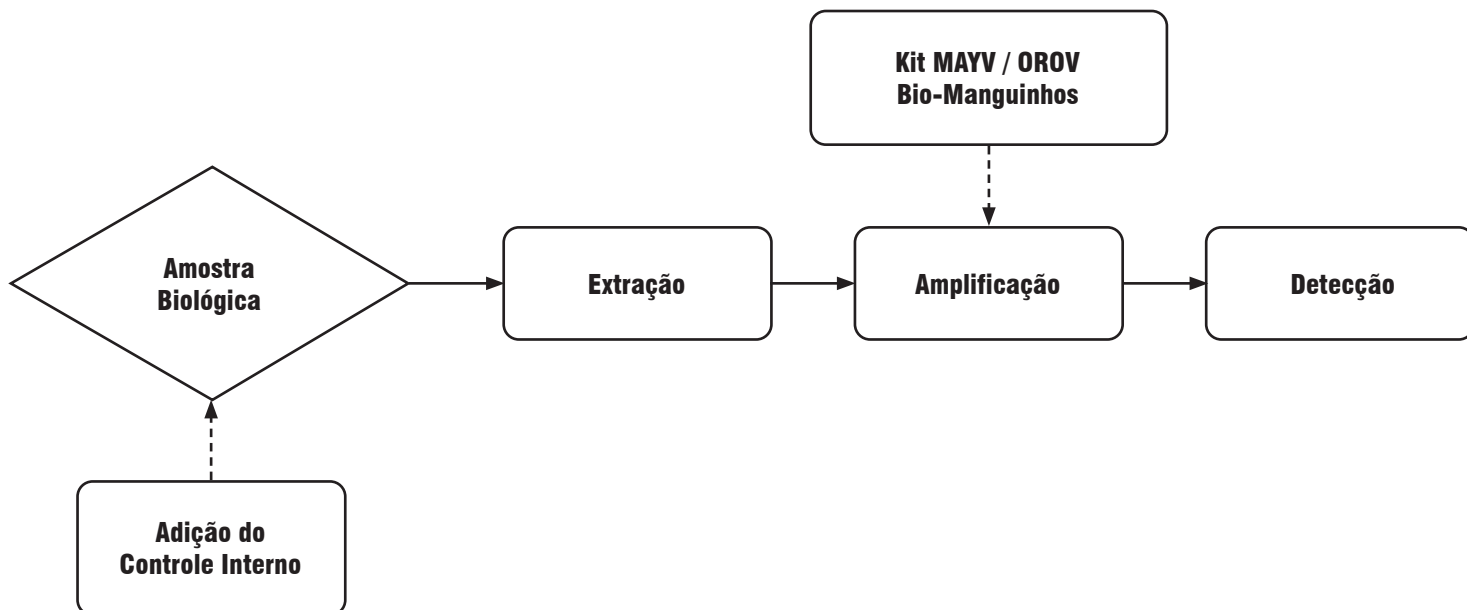 Kit MAYV / OROV
Bio-Manguinhos
Amostra
Biológica
Extração
Amplificação
Detecção
Adição do
Controle Interno